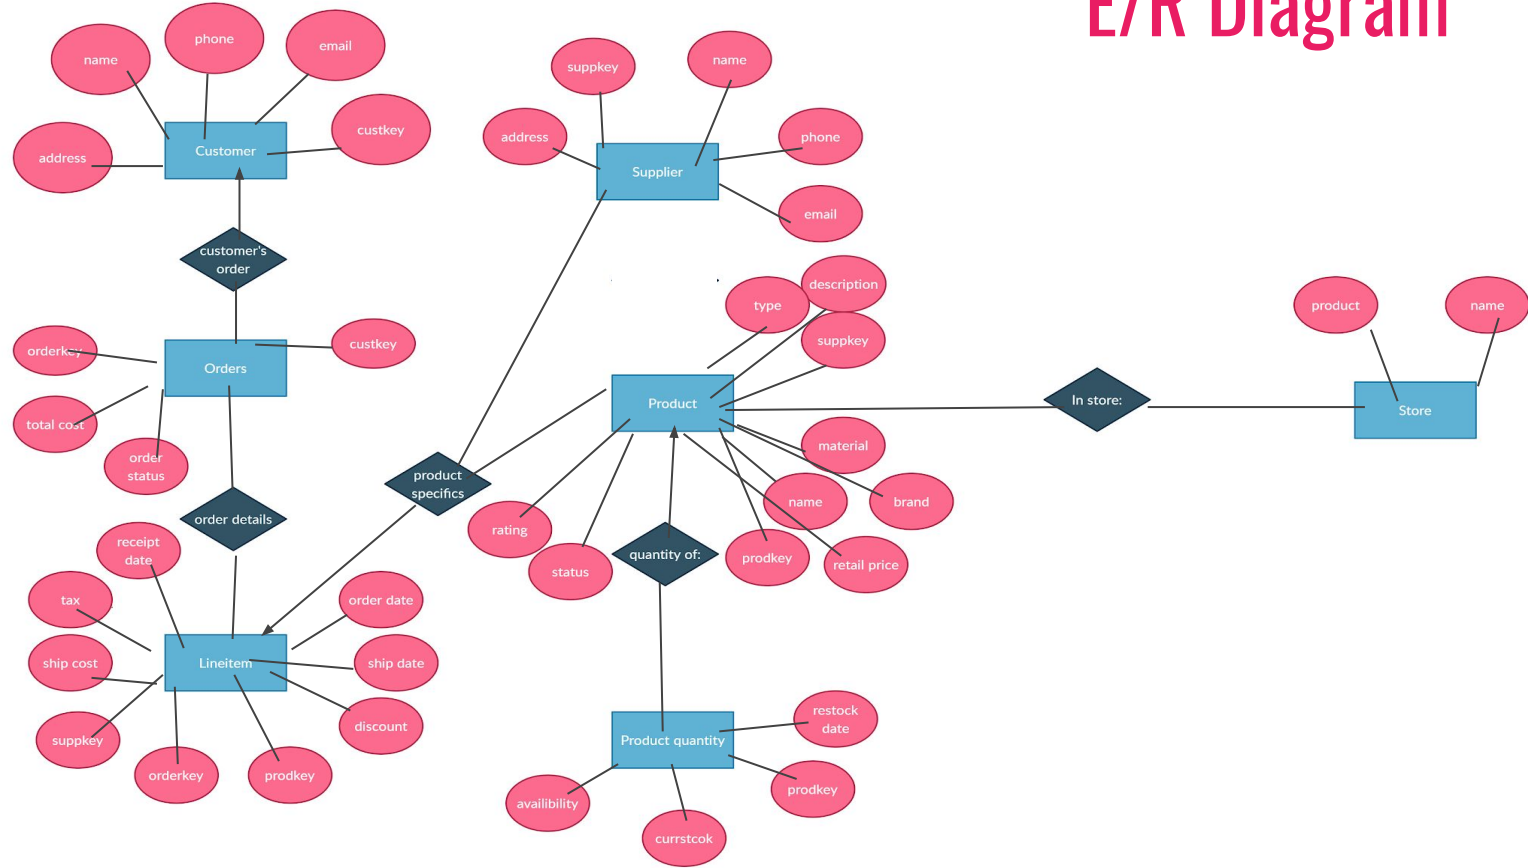 E/R Diagram
name
phone
email
custkey
address
Customer
customer's
order
orderkey
custkey
Orders
total cost
order
status
order details
receipt
date
tax
order date
ship cost
Lineitem
ship date
suppkey
discount
orderkey
prodkey
suppkey
name
address
phone
Supplier
email
description
type
suppkey
Product
material
product
specifics
name
brand
rating
status
quantity of:
prodkey
retail price
In store:
product
name
Store
restock
date
Product quantity
prodkey
availibility
currstcok